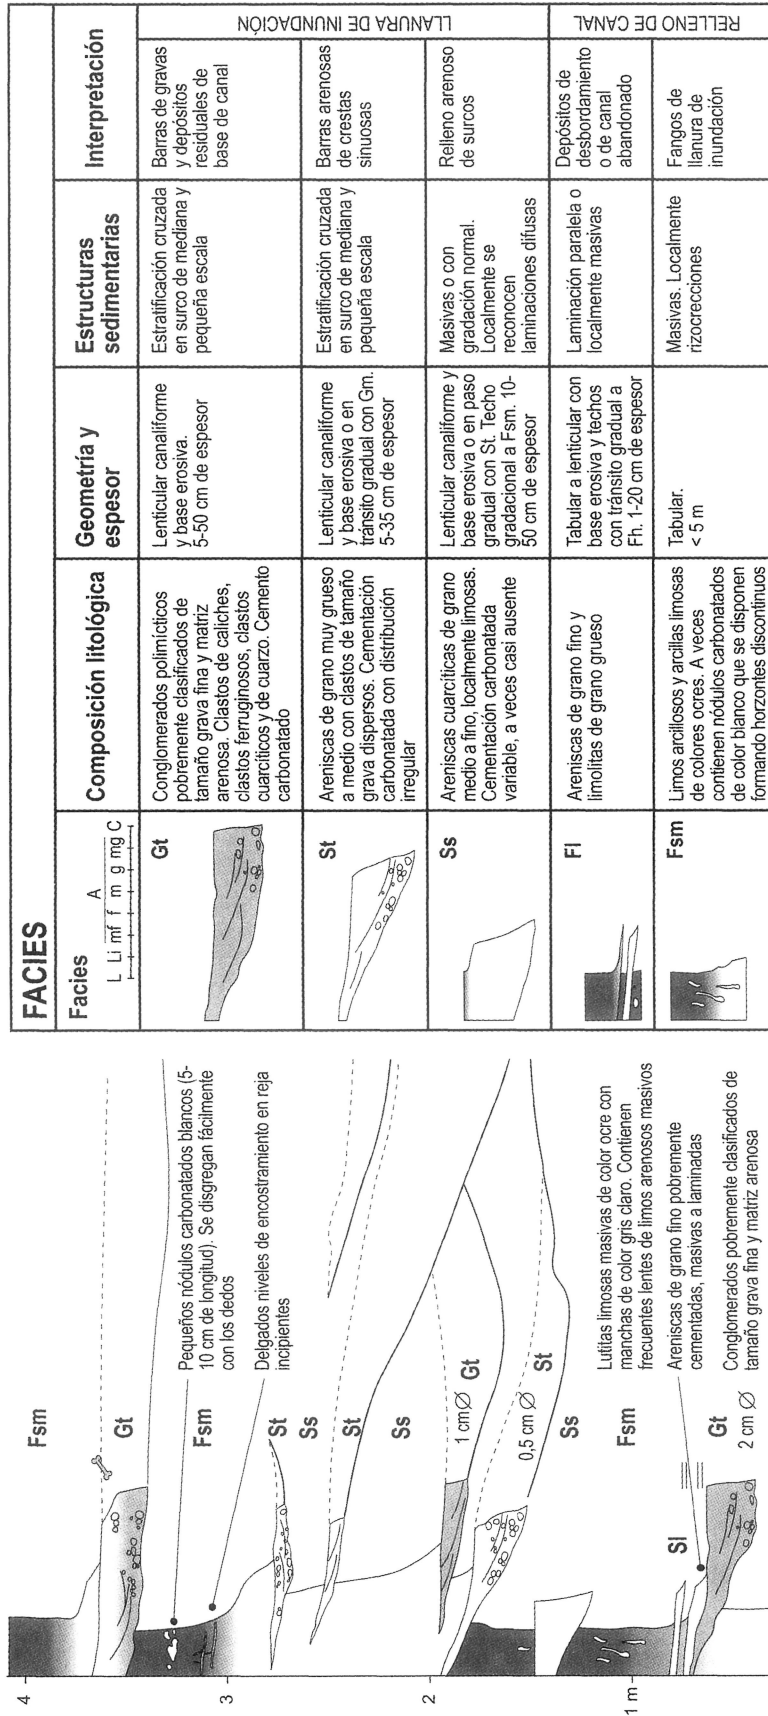 4
3
2
1 m
Fsm
Gt
Fsm
St
Ss
St
Ss
1 cm Ø Gt
0,5 cm Ø St
Ss
Fsm
Sl
Gt
2 cm Ø
Pequeños nódulos carbonatados blancos (5-
10 cm de longitud). Se disgregan fácilmente
con los dedos
Delgados niveles de encostramiento en reja
incipientes
Lutitas limosas masivas de color ocre con
manchas de color gris claro. Contienen
frecuentes lentes de limos arenosos masivos
Areniscas de grano fino pobremente
cementadas, masivas a laminadas
Conglomerados pobremente clasificados de
tamaño grava fina y matriz arenosa
FACIES
Facies
A
L Li mf f m g mg C
Composición litológica
Geometría y
espesor
Estructuras
sedimentarias
Interpretación
Gt
Conglomerados polimícticos
pobremente clasificados de
tamaño grava fina y matriz
arenosa. Clastos de caliches,
clastos ferruginosos, clastos
cuarcíticos y de cuarzo. Cemento
carbonatado
Lenticular canaliforme
y base erosiva.
5-50 cm de espesor
Estratificación cruzada
en surco de mediana y
pequeña escala
Barras de gravas
y depósitos
residuales de
base de canal
St
Areniscas de grano muy grueso
a medio con clastos de tamaño
grava dispersos. Cementación
carbonatada con distribución
irregular
Lenticular canaliforme
y base erosiva o en
tránsito gradual con Gm.
5-35 cm de espesor
Estratificación cruzada
en surco de mediana y
pequeña escala
Barras arenosas
de crestas
sinuosas
Ss
Areniscas cuarcíticas de grano
medio a fino, localmente limosas.
Cementación carbonatada
variable, a veces casi ausente
Lenticular canaliforme y
base erosiva o en paso
gradual con St. Techo
gradacional a Fsm. 10-
50 cm de espesor
Masivas o con
gradación normal.
Localmente se
reconocen
laminaciones difusas
Relleno arenoso
de surcos
LLANURA DE INUNDACIÓN
Fl
Areniscas de grano fino y
limolitas de grano grueso
Tabular a lenticular con
base erosiva y techos
con tránsito gradual a
Fh. 1-20 cm de espesor
Laminación paralela o
localmente masivas
Depósitos de
desbordamiento
o de canal
abandonado
Fsm
Limos arcillosos y arcillas limosas
de colores ocres. A veces
contienen nódulos carbonatados
de color blanco que se disponen
formando horzontes discontinuos
Tabular.
< 5 m
Masivas. Localmente
rizocrecciones
Fangos de
llanura de
inundación
RELLENO DE CANAL